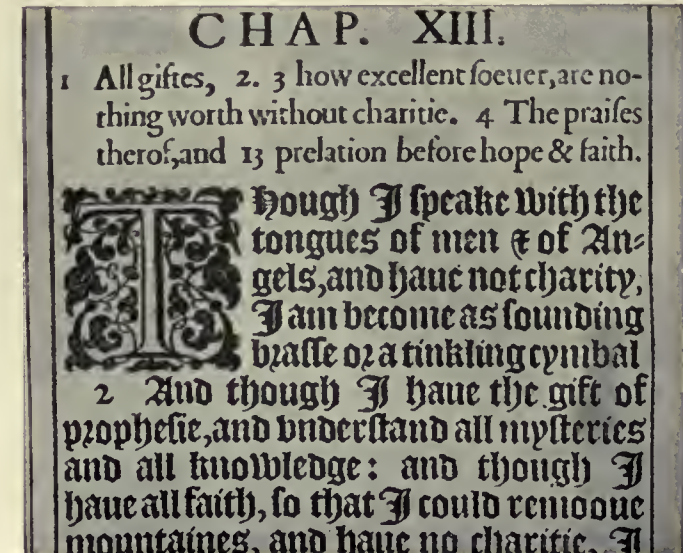 CHAP. XIII.
1 All giftes, 2. 3 how excellent ſoeuer, are no-
thing worth without charitie. 4 The praiſes
therof, and 13 prelation before hope & faith.
Though I ſpeake with the
tongues of men & of An-
gels, and haue not charity,
I am become as ſounding
braſſe or a tinkling cymbal
2 And though I haue the gift of
propheſie, and vnderſtand all myſteries
and all knowledge: and though I
haue all faith, ſo that I could remooue
mountaines, and haue no charitie, I